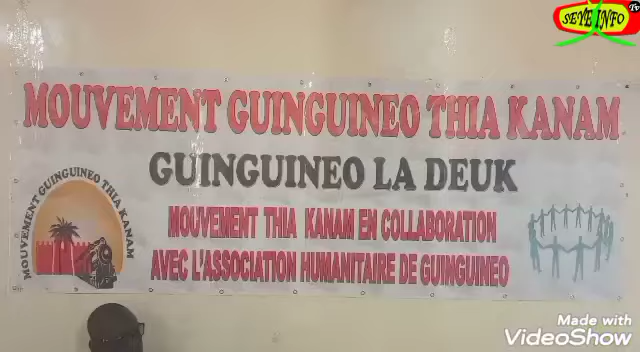 SEYE INFO
Tv
MOUVEMENT GUINGUINEO THIA KANAM
GUINGUINEO LA DEUK
MOUVEMENT THIA KANAM EN COLLABORATION
AVEC L'ASSOCIATION HUMANITAIRE DE GUINGUINEO
MOUVEMENT GUINGUINEO THIA KANAM
Made with
VideoShow